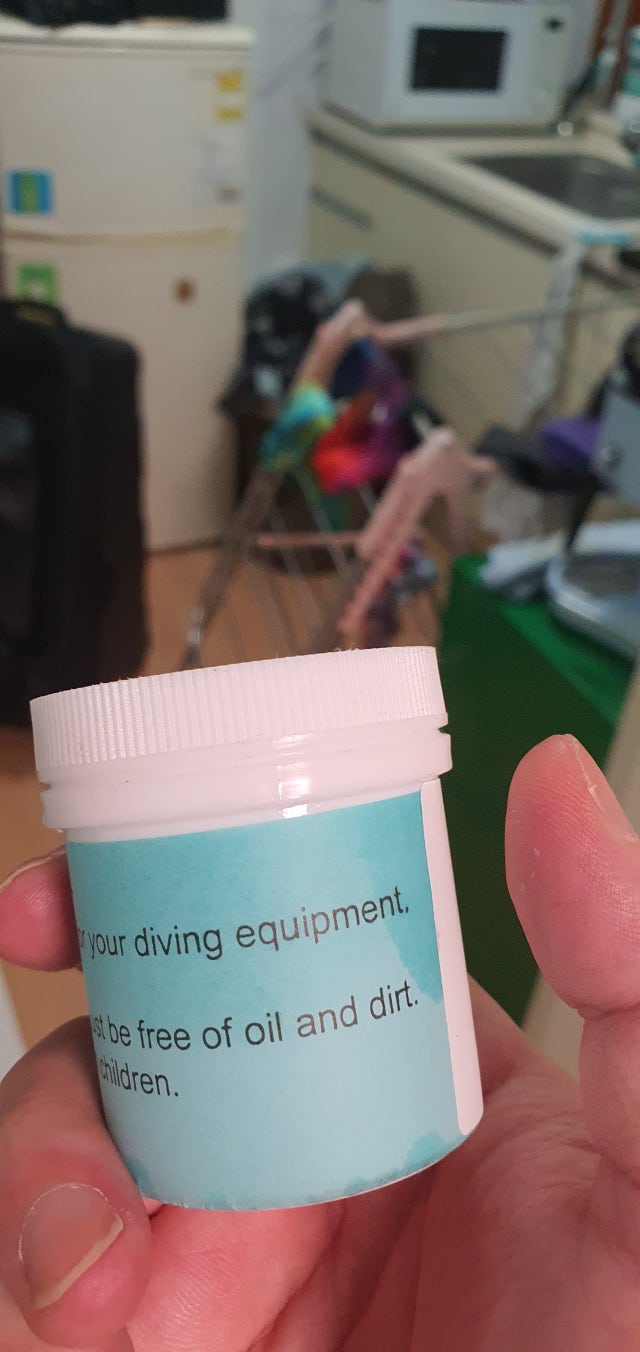 your diving equipment.
be free of oil and dirt.
children.